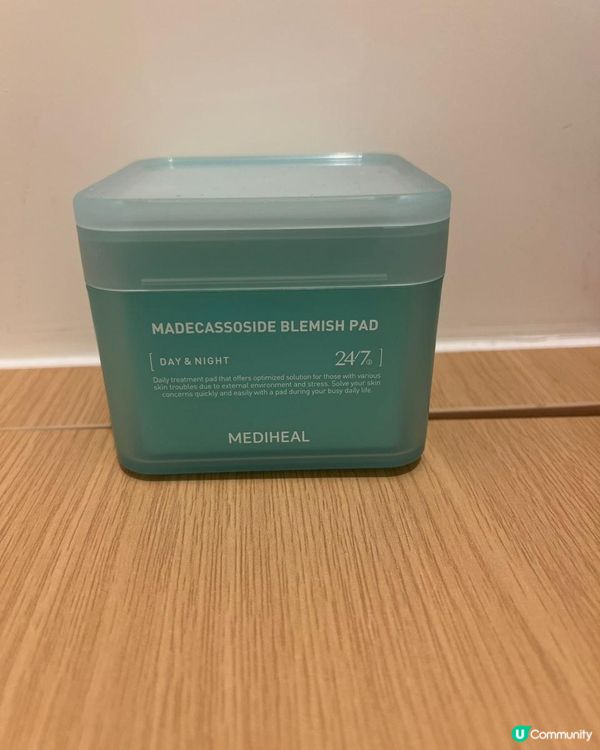 MADECASSOSIDE BLEMISH PAD
[ DAY & NIGHT 24/7 ]
Daily treatment pad that offers optimized solution for those with various
skin troubles due to external environment and stress. Solve your skin
concerns quickly and easily with a pad during your busy daily life.
MEDIHEAL
U Community